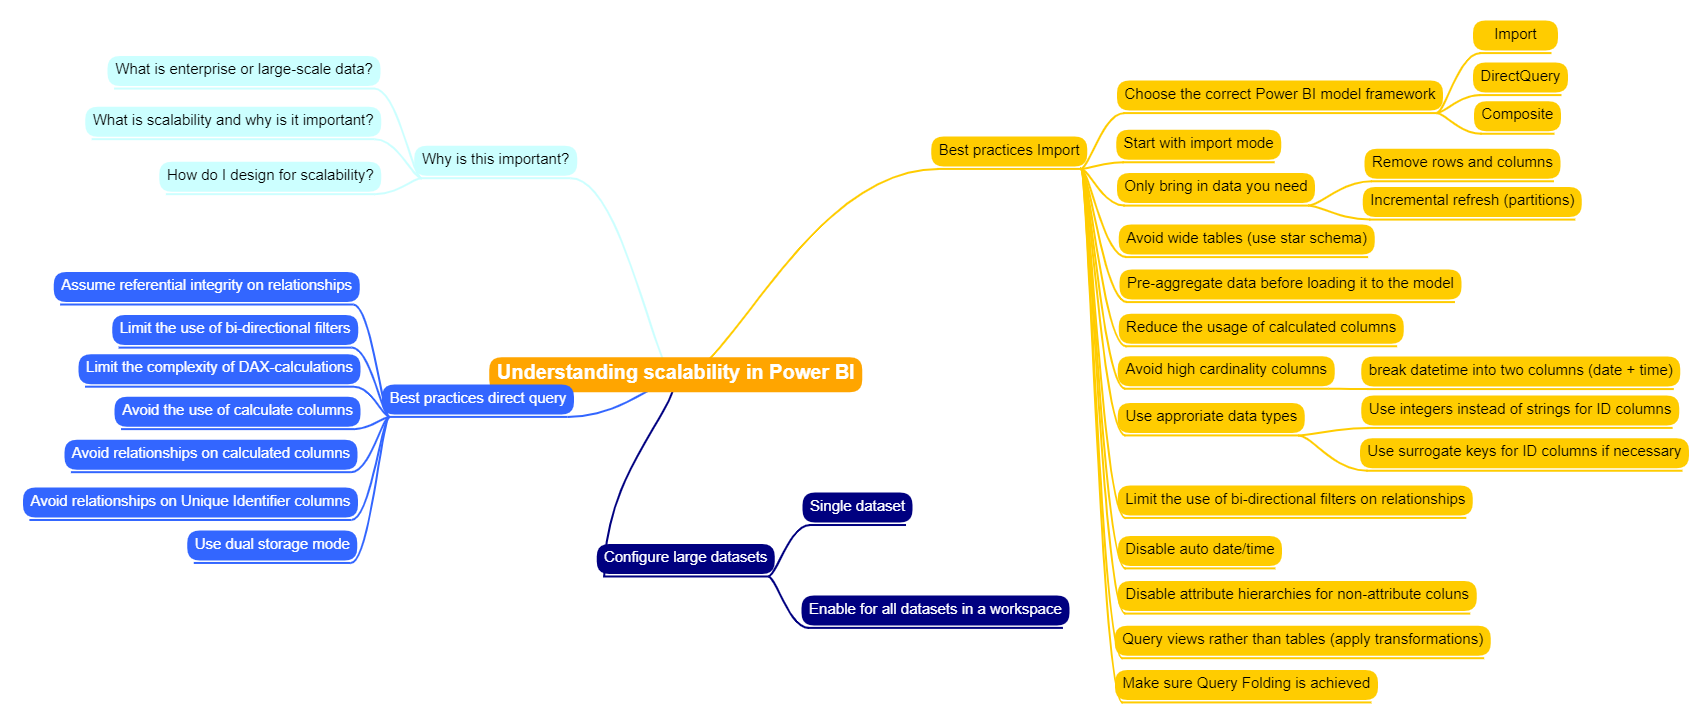 Understanding scalability in Power BI
Why is this important?
What is enterprise or large-scale data?
What is scalability and why is it important?
How do I design for scalability?
Best practices direct query
Assume referential integrity on relationships
Limit the use of bi-directional filters
Limit the complexity of DAX-calculations
Avoid the use of calculate columns
Avoid relationships on calculated columns
Avoid relationships on Unique Identifier columns
Use dual storage mode
Configure large datasets
Single dataset
Enable for all datasets in a workspace
Best practices Import
Choose the correct Power BI model framework
Import
DirectQuery
Composite
Start with import mode
Only bring in data you need
Remove rows and columns
Incremental refresh (partitions)
Avoid wide tables (use star schema)
Pre-aggregate data before loading it to the model
Reduce the usage of calculated columns
Avoid high cardinality columns
break datetime into two columns (date + time)
Use approriate data types
Use integers instead of strings for ID columns
Use surrogate keys for ID columns if necessary
Limit the use of bi-directional filters on relationships
Disable auto date/time
Disable attribute hierarchies for non-attribute coluns
Query views rather than tables (apply transformations)
Make sure Query Folding is achieved